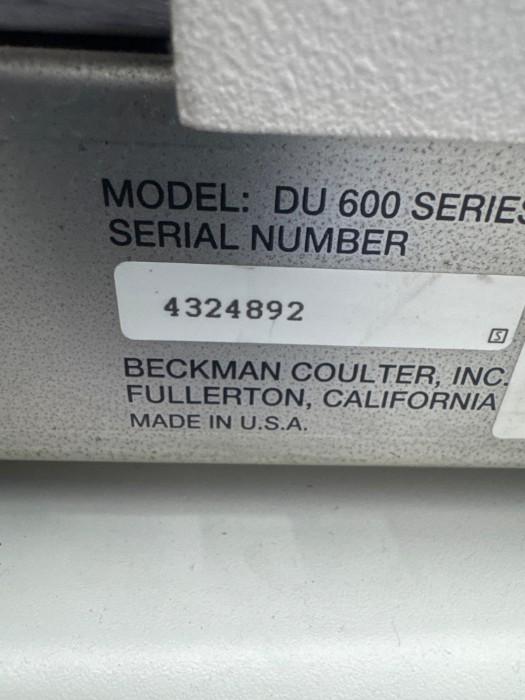 MODEL: DU 600 SERIES
SERIAL NUMBER
4324892
S
BECKMAN COULTER, INC.
FULLERTON, CALIFORNIA
MADE IN U.S.A.